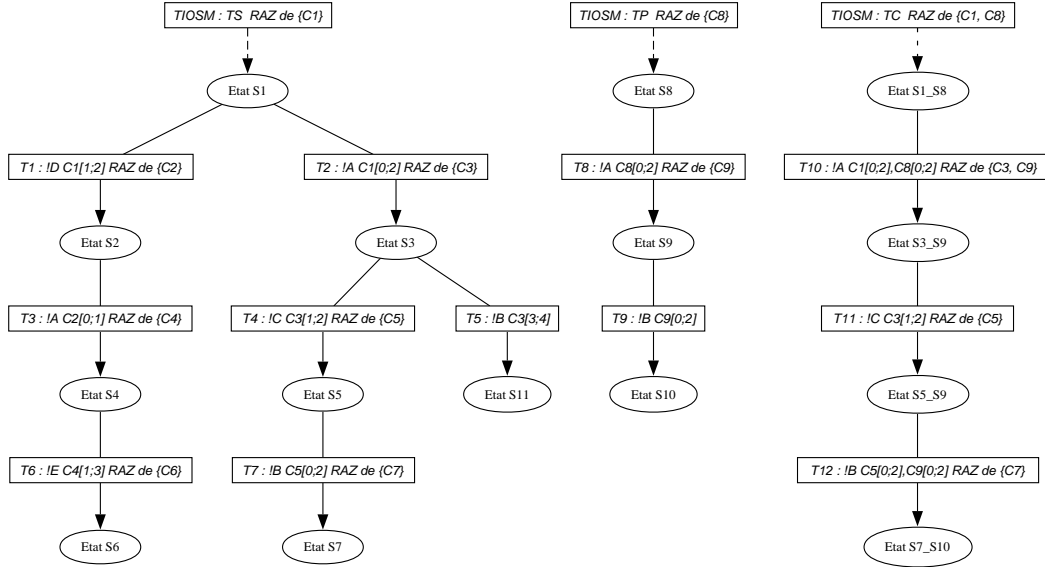 TIOSM : TS RAZ de {C1}
TIOSM : TP RAZ de {C8}
TIOSM : TC RAZ de {C1, C8}
Etat S1
Etat S8
Etat S1_S8
T1 : !D C1[1;2] RAZ de {C2}
T2 : !A C1[0;2] RAZ de {C3}
T8 : !A C8[0;2] RAZ de {C9}
T10 : !A C1[0;2],C8[0;2] RAZ de {C3, C9}
Etat S2
Etat S3
Etat S9
Etat S3_S9
T3 : !A C2[0;1] RAZ de {C4}
T4 : !C C3[1;2] RAZ de {C5}
T5 : !B C3[3;4]
T9 : !B C9[0;2]
T11 : !C C3[1;2] RAZ de {C5}
Etat S4
Etat S5
Etat S11
Etat S10
Etat S5_S9
T6 : !E C4[1;3] RAZ de {C6}
T7 : !B C5[0;2] RAZ de {C7}
T12 : !B C5[0;2],C9[0;2] RAZ de {C7}
Etat S6
Etat S7
Etat S7_S10